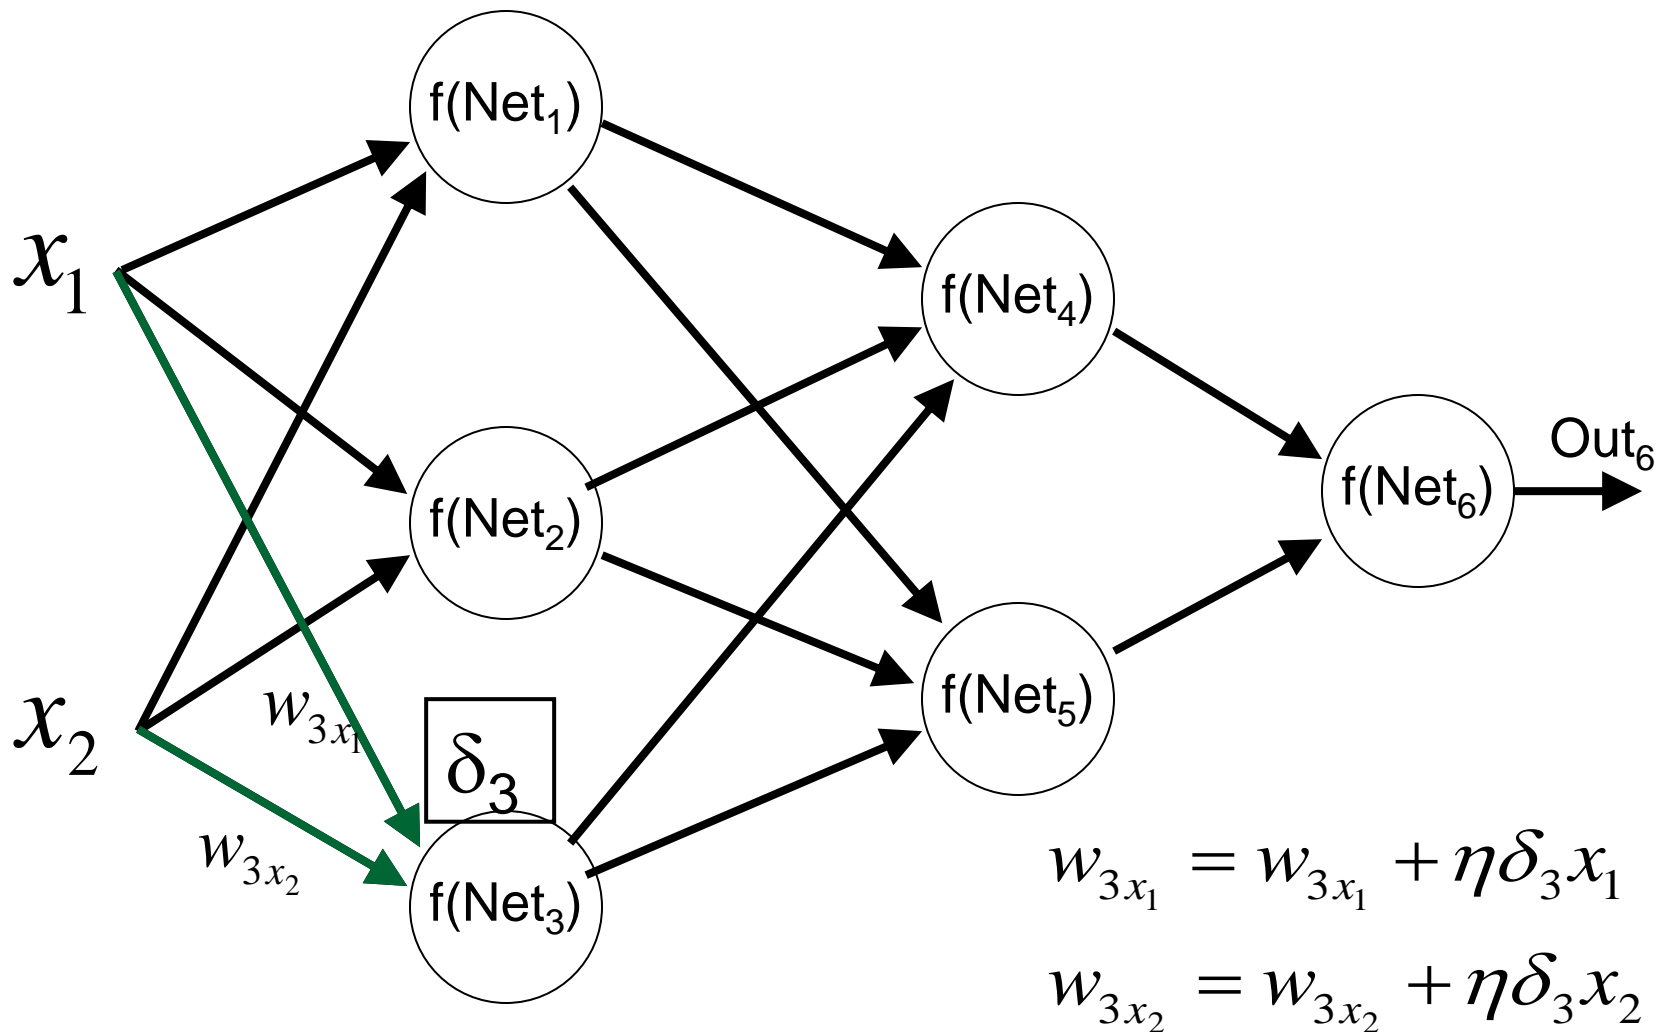 f(Net₁)
x₁
f(Net₄)
Out₆
f(Net₂)
f(Net₆)
w₃ₓ₁
x₂
δ₃
f(Net₅)
w₃ₓ₂
f(Net₃)
w₃ₓ₁ = w₃ₓ₁ + ηδ₃x₁
w₃ₓ₂ = w₃ₓ₂ + ηδ₃x₂